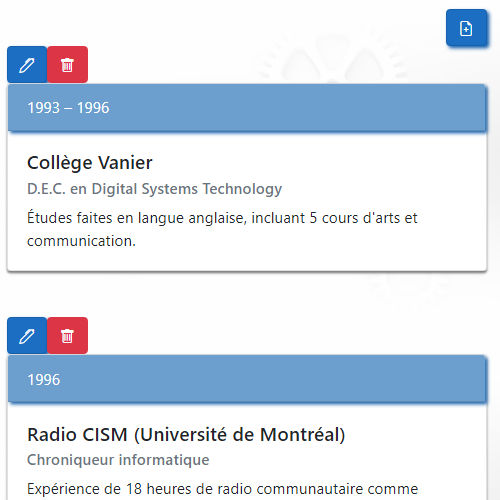 1993 – 1996
Collège Vanier
D.E.C. en Digital Systems Technology
Études faites en langue anglaise, incluant 5 cours d'arts et
communication.
1996
Radio CISM (Université de Montréal)
Chroniqueur informatique
Expérience de 18 heures de radio communautaire comme